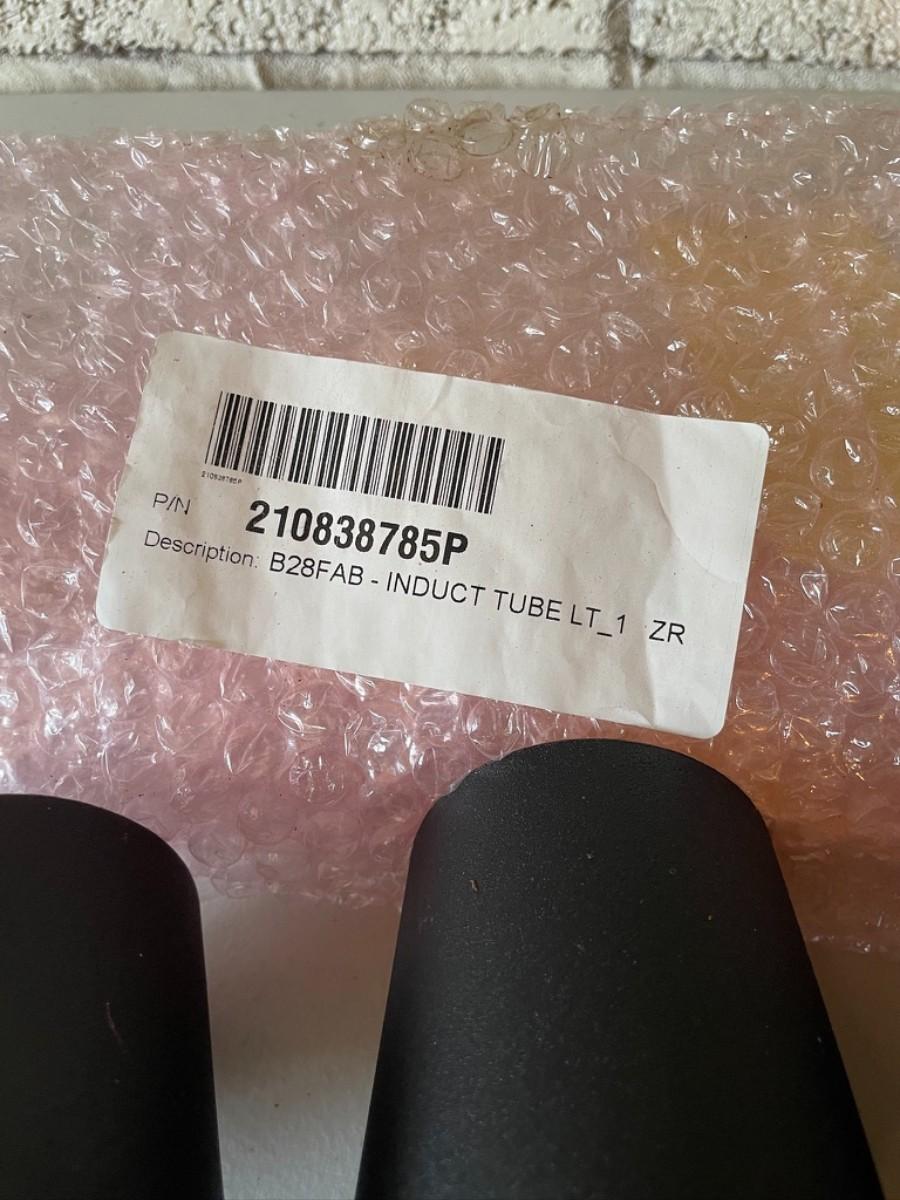 210838785P
P/N 210838785P
Description: B28FAB - INDUCT TUBE LT_1 ZR